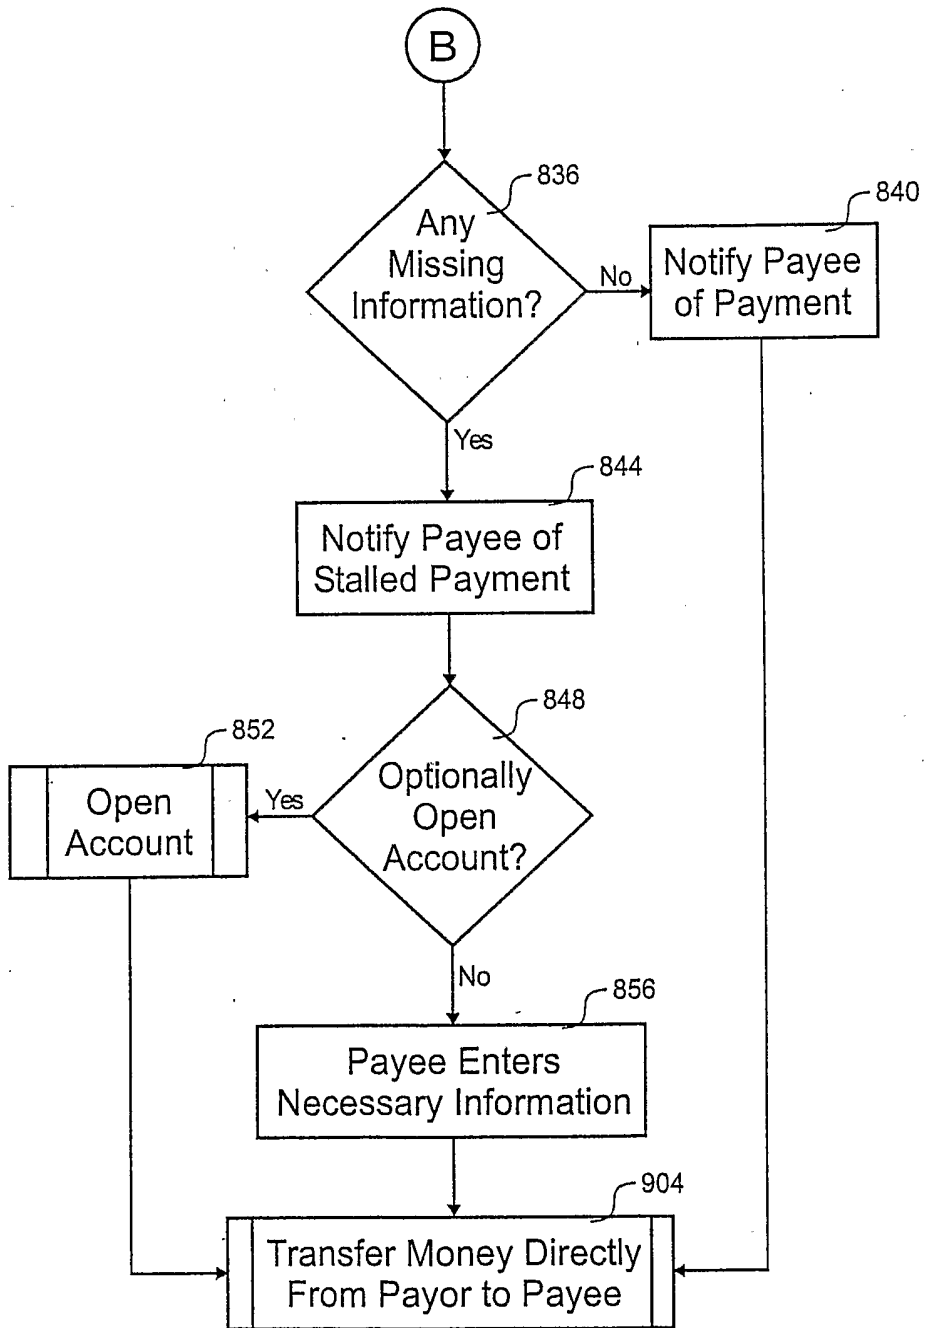 B
836
Any
Missing
Information?
No
840
Notify Payee
of Payment
Yes
844
Notify Payee of
Stalled Payment
848
Optionally
Open
Account?
Yes
852
Open
Account
No
856
Payee Enters
Necessary Information
904
Transfer Money Directly
From Payor to Payee